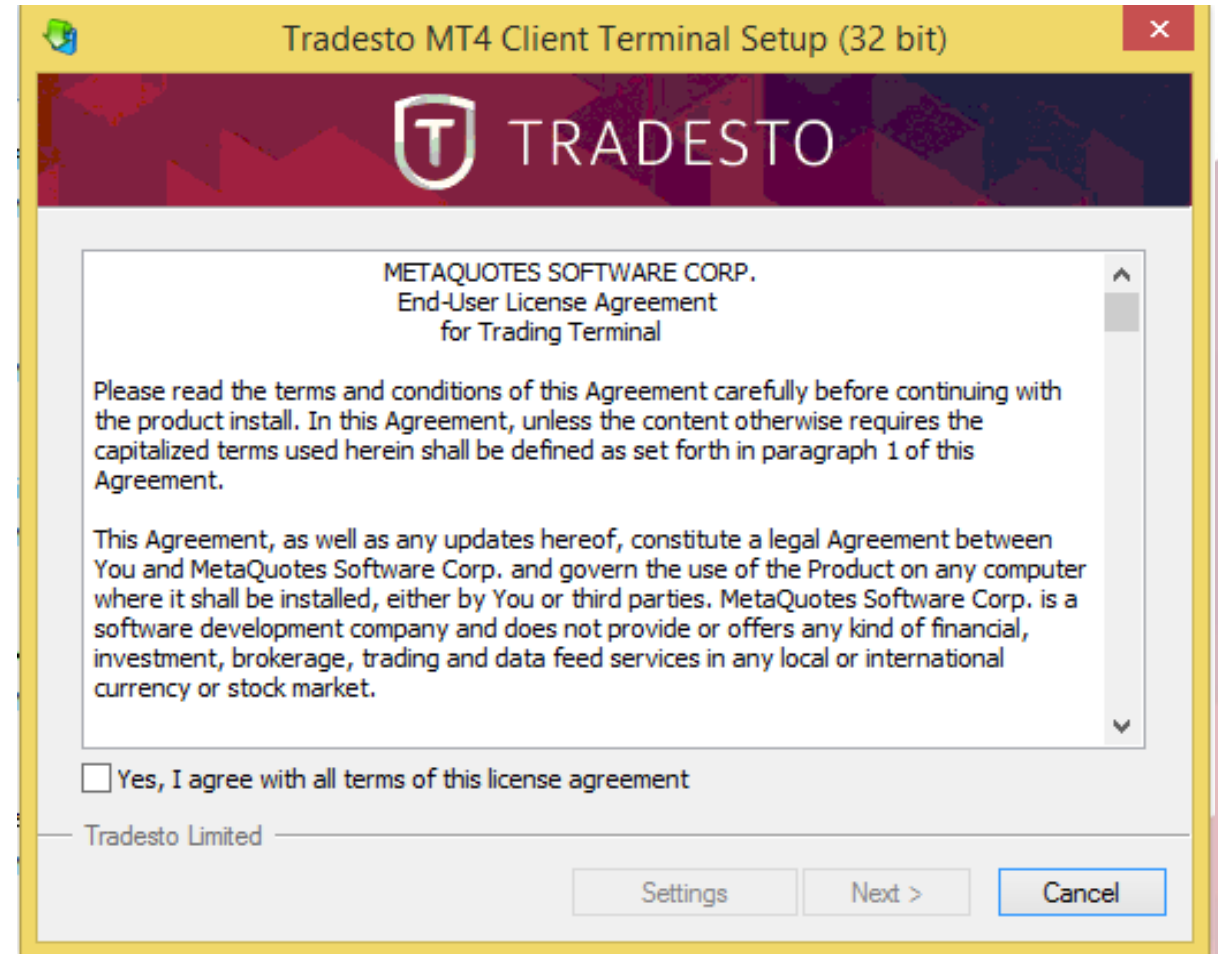 Tradesto MT4 Client Terminal Setup (32 bit)
T TRADESTO
METAQUOTES SOFTWARE CORP.
End-User License Agreement
for Trading Terminal
Please read the terms and conditions of this Agreement carefully before continuing with
the product install. In this Agreement, unless the content otherwise requires the
capitalized terms used herein shall be defined as set forth in paragraph 1 of this
Agreement.
This Agreement, as well as any updates hereof, constitute a legal Agreement between
You and MetaQuotes Software Corp. and govern the use of the Product on any computer
where it shall be installed, either by You or third parties. MetaQuotes Software Corp. is a
software development company and does not provide or offers any kind of financial,
investment, brokerage, trading and data feed services in any local or international
currency or stock market.
Yes, I agree with all terms of this license agreement
Tradesto Limited
Settings Next > Cancel